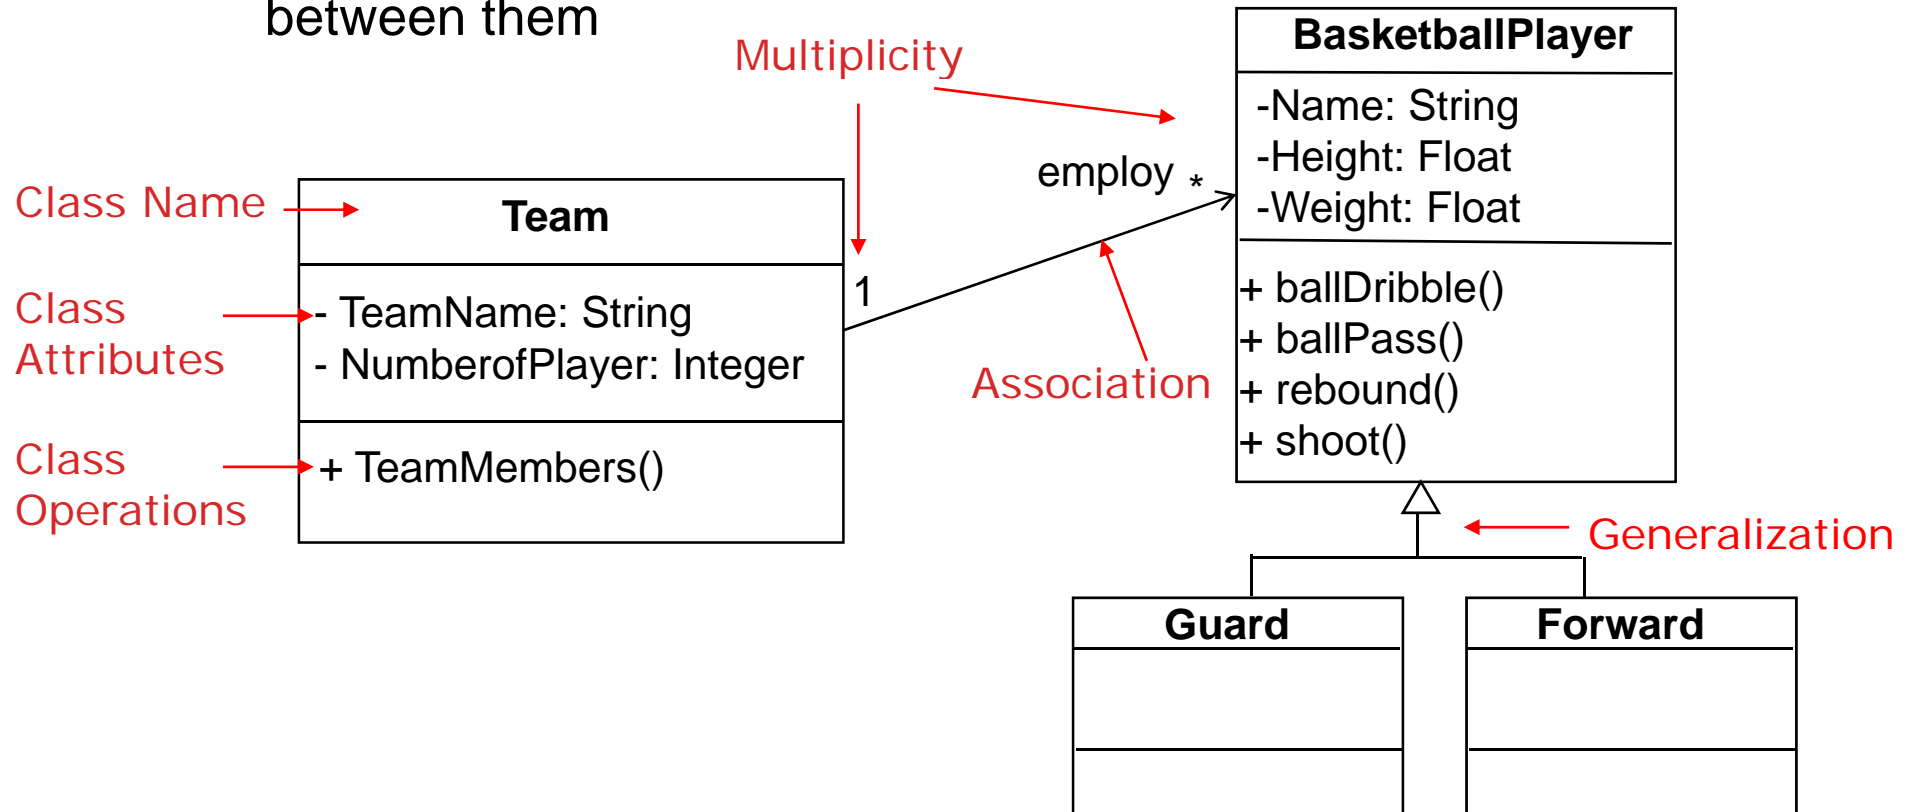 between them
Multiplicity
BasketballPlayer
-Name: String
-Height: Float
-Weight: Float
employ *
Class Name
Team
1
Class
Attributes
- TeamName: String
- NumberofPlayer: Integer
Association
+ ballDribble()
+ ballPass()
+ rebound()
+ shoot()
Class
Operations
+ TeamMembers()
Generalization
Guard
Forward